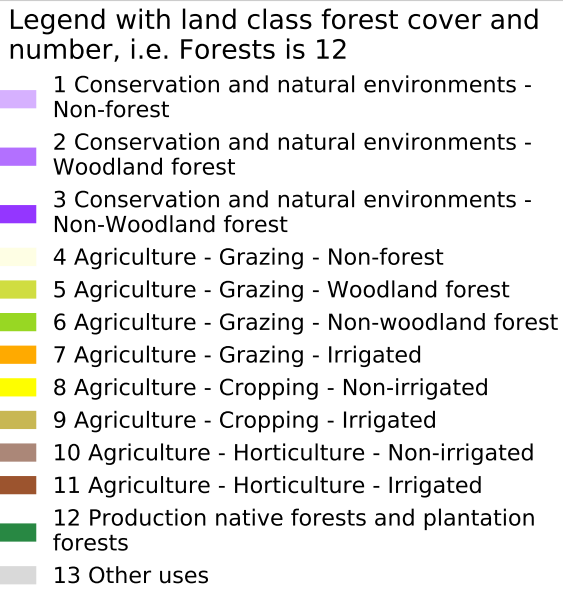 Legend with land class forest cover and
number, i.e. Forests is 12
1 Conservation and natural environments -
Non-forest
2 Conservation and natural environments -
Woodland forest
3 Conservation and natural environments -
Non-Woodland forest
4 Agriculture - Grazing - Non-forest
5 Agriculture - Grazing - Woodland forest
6 Agriculture - Grazing - Non-woodland forest
7 Agriculture - Grazing - Irrigated
8 Agriculture - Cropping - Non-irrigated
9 Agriculture - Cropping - Irrigated
10 Agriculture - Horticulture - Non-irrigated
11 Agriculture - Horticulture - Irrigated
12 Production native forests and plantation
forests
13 Other uses